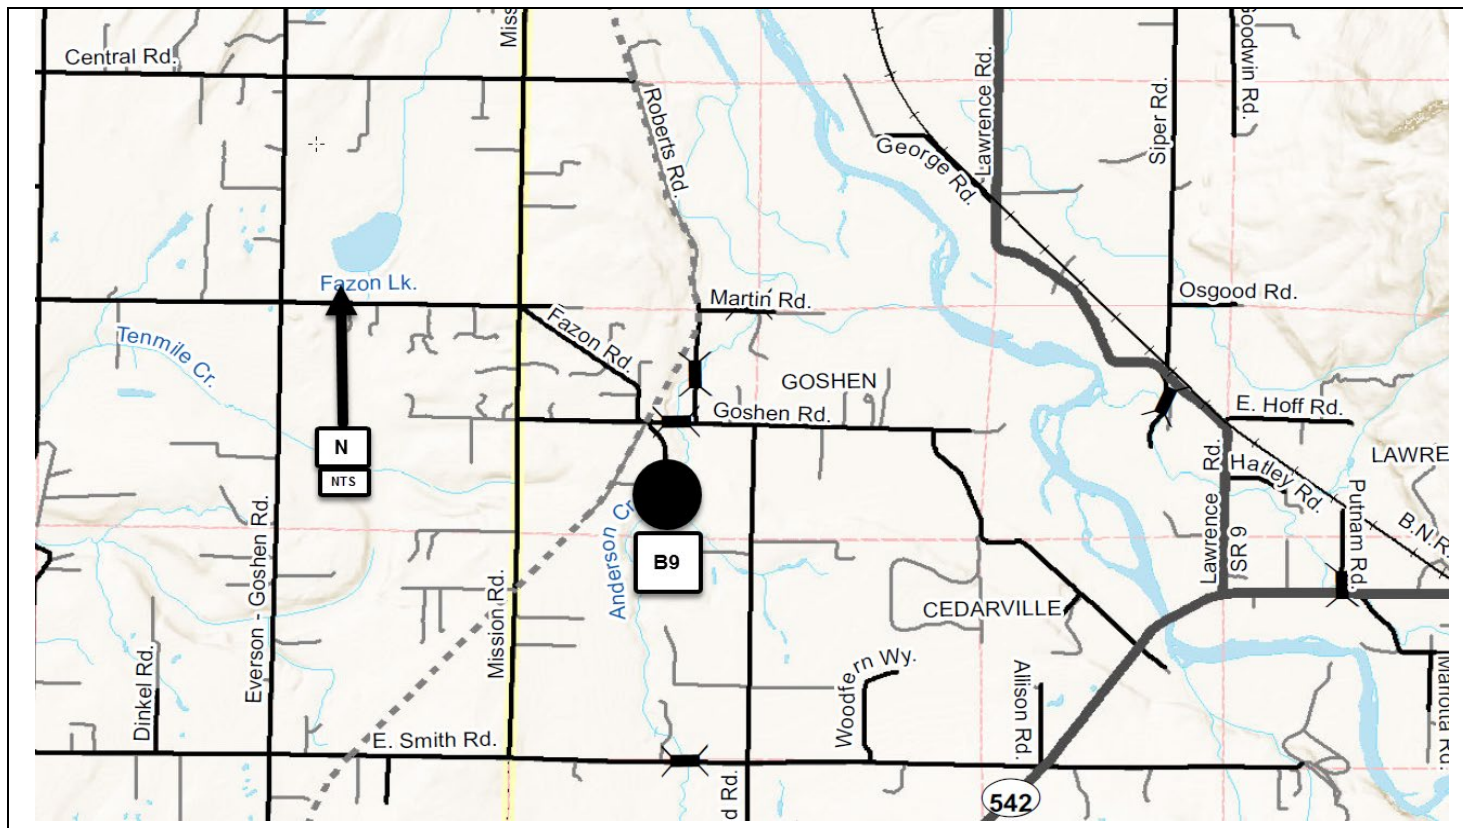 Central Rd.
Miss
Roberts Rd.
Lawrence Rd.
George Rd.
Siper Rd.
Goodwin Rd.
Fazon Lk.
Tenmile Cr.
Fazon Rd.
Martin Rd.
Osgood Rd.
GOSHEN
Goshen Rd.
E. Hoff Rd.
N
NTS
Everson - Goshen Rd.
Anderson Cr
B9
Lawrence Rd.
SR 9
Hatley Rd.
LAWRE
Putnam Rd.
B.N.R.
Mission Rd.
CEDARVILLE
Dinkel Rd.
E. Smith Rd.
Woodfern Wy.
Allison Rd.
Marietta Rd.
d Rd.
542